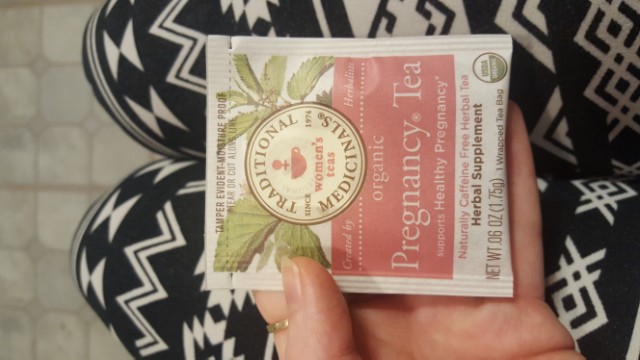 TAMPER EVIDENT-MOISTURE PROOF
TEAR OR CUT ALONG LINE
TRADITIONAL
MEDICINALS®
SINCE 1974
women's
teas
Created by Herbalists
organic
Pregnancy® Tea
supports Healthy Pregnancy*
Naturally Caffeine Free Herbal Tea
Herbal Supplement
NET WT .06 OZ (1.75g), 1 Wrapped Tea Bag
USDA
ORGANIC